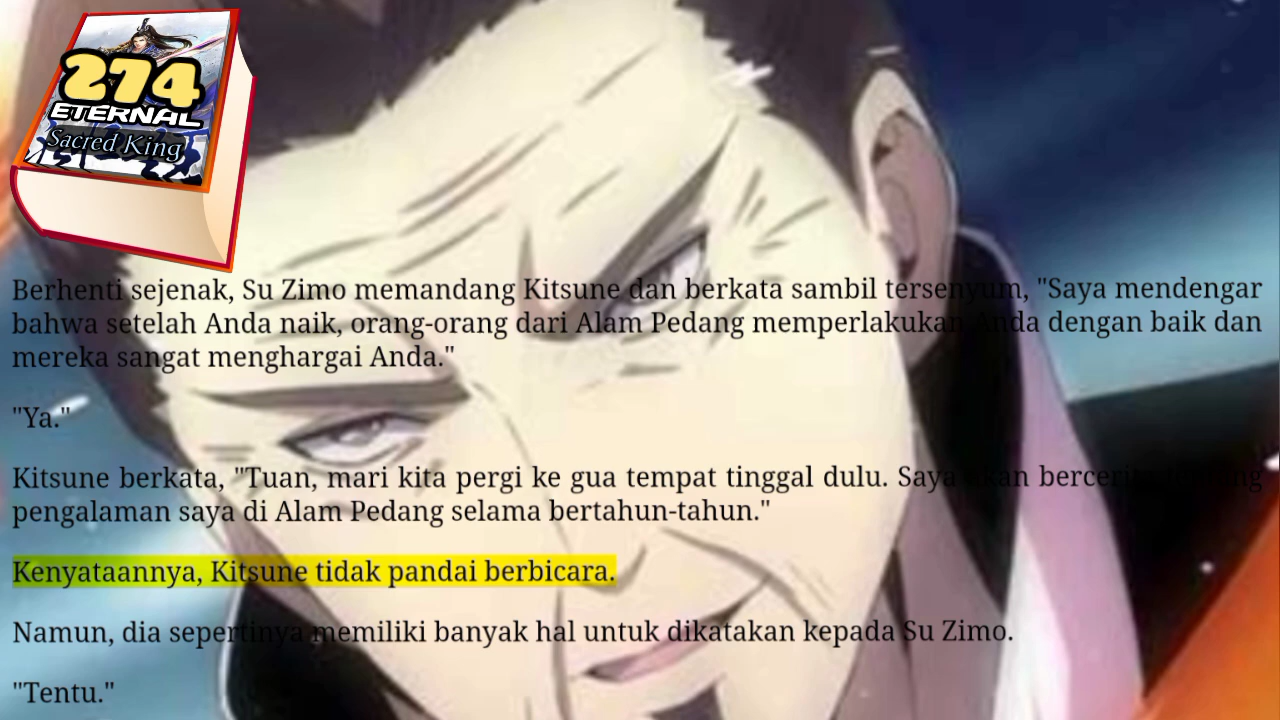 274
ETERNAL
Sacred King
Berhenti sejenak, Su Zimo memandang Kitsune dan berkata sambil tersenyum, "Saya mendengar
bahwa setelah Anda naik, orang-orang dari Alam Pedang memperlakukan Anda dengan baik dan
mereka sangat menghargai Anda."
"Ya."
Kitsune berkata, "Tuan, mari kita pergi ke gua tempat tinggal dulu. Saya akan bercerita tentang
pengalaman saya di Alam Pedang selama bertahun-tahun."
Kenyataannya, Kitsune tidak pandai berbicara.
Namun, dia sepertinya memiliki banyak hal untuk dikatakan kepada Su Zimo.
"Tentu."